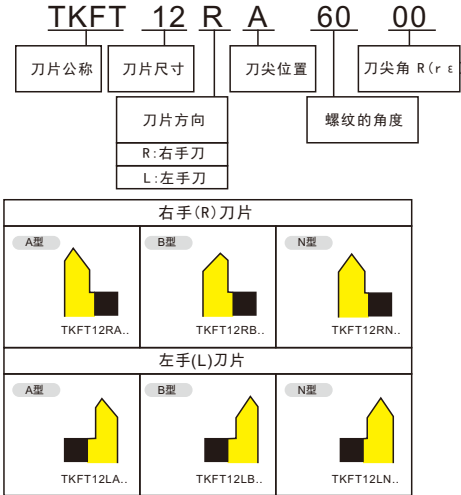 TKFT 12 R A 60 00
刀片公称 刀片尺寸 刀尖位置 刀尖角 R(rε
刀片方向 螺纹的角度
R:右手刀
L:左手刀
右手(R)刀片
A型 B型 N型
TKFT12RA.. TKFT12RB.. TKFT12RN..
左手(L)刀片
A型 B型 N型
TKFT12LA.. TKFT12LB.. TKFT12LN..